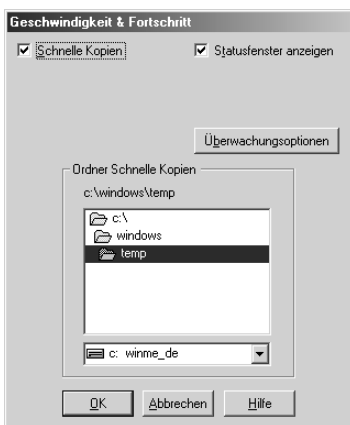 Geschwindigkeit & Fortschritt
Schnelle Kopien
Statusfenster anzeigen
Überwachungsoptionen
Ordner Schnelle Kopien
c:\windows\temp
c:\
windows
temp
c: winme_de
OK
Abbrechen
Hilfe